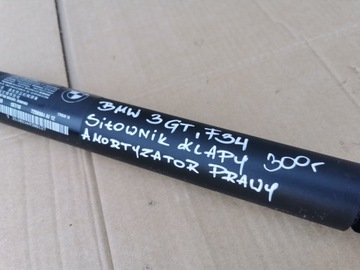 BMW 3GT, F34
SIŁOWNIK KLAPY 300,-
AMORTYZATOR PRAWY